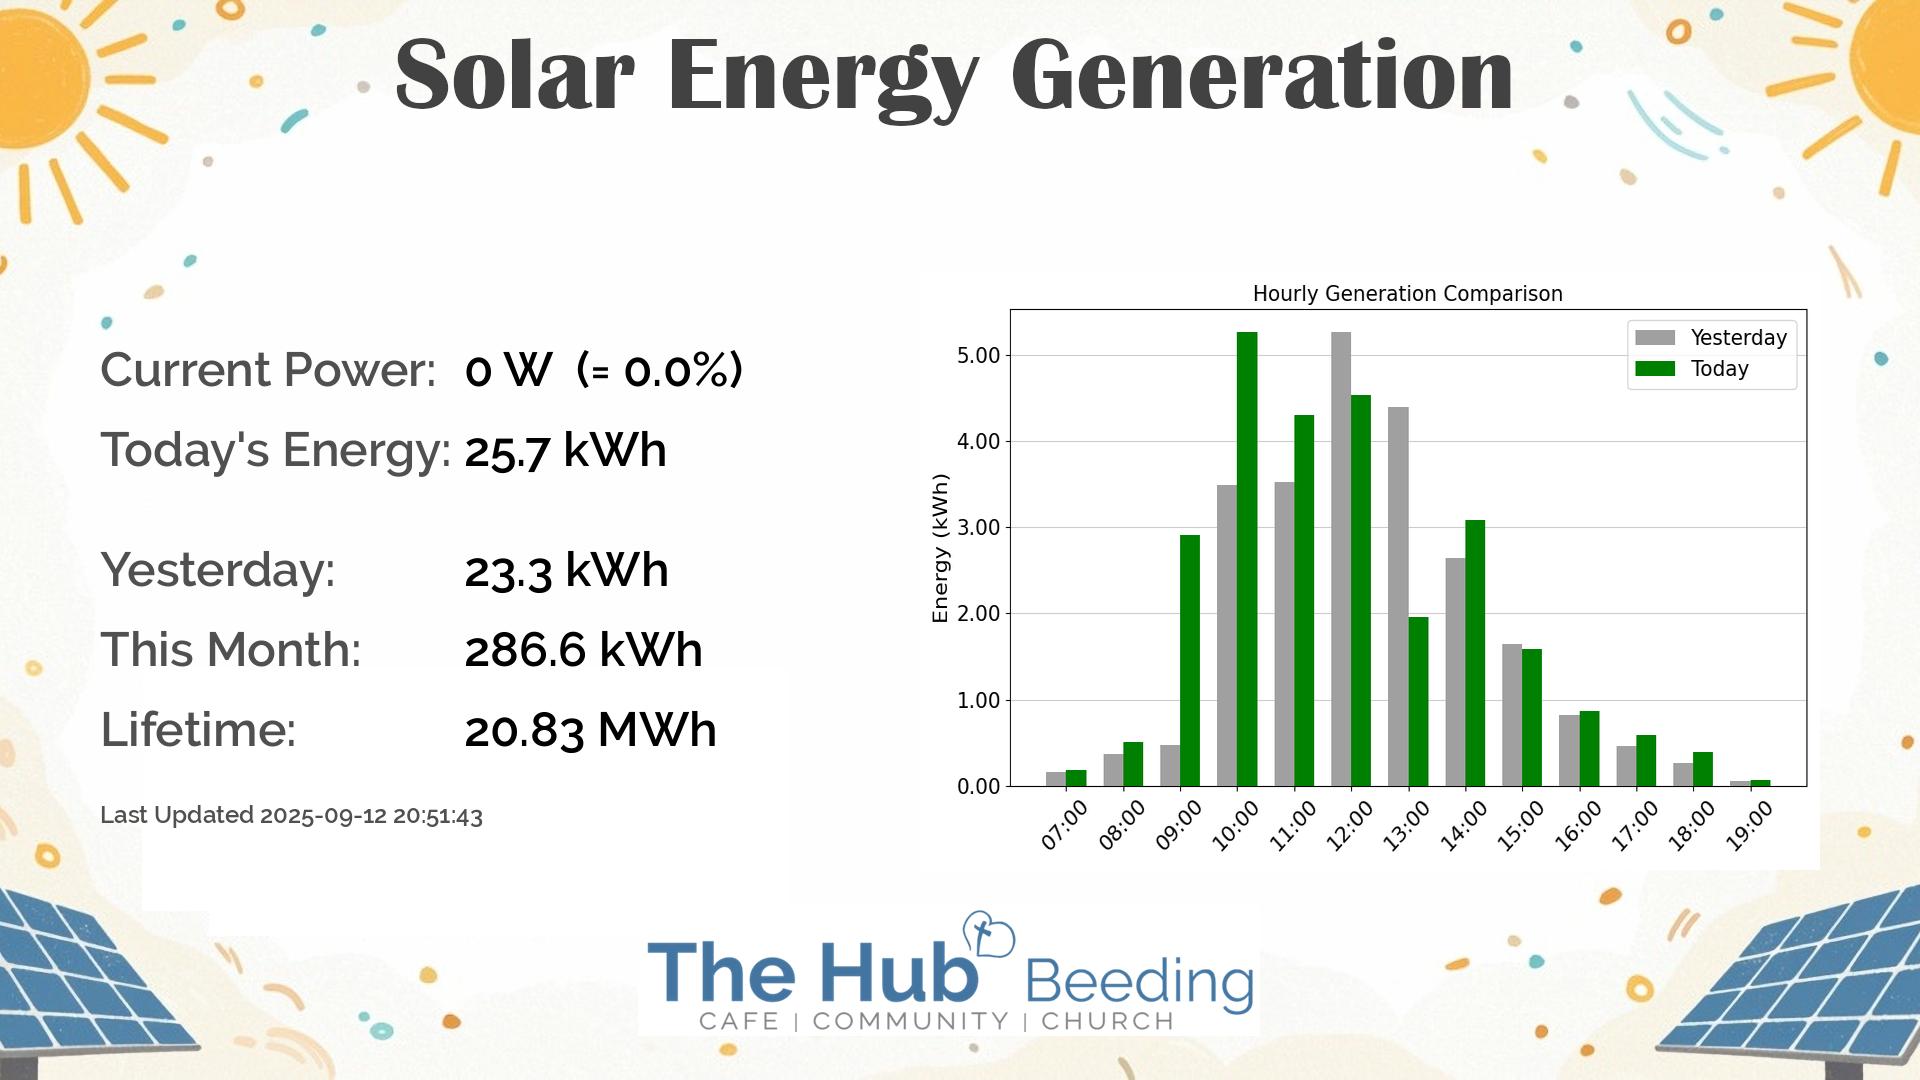 Solar Energy Generation
Current Power: 0 W (= 0.0%)
Today's Energy: 25.7 kWh
Yesterday: 23.3 kWh
This Month: 286.6 kWh
Lifetime: 20.83 MWh
Last Updated 2025-09-12 20:51:43
Hourly Generation Comparison
Yesterday
Today
Energy (kWh)
5.00
4.00
3.00
2.00
1.00
0.00
07:00 08:00 09:00 10:00 11:00 12:00 13:00 14:00 15:00 16:00 17:00 18:00 19:00
The Hub Beeding
CAFE | COMMUNITY | CHURCH